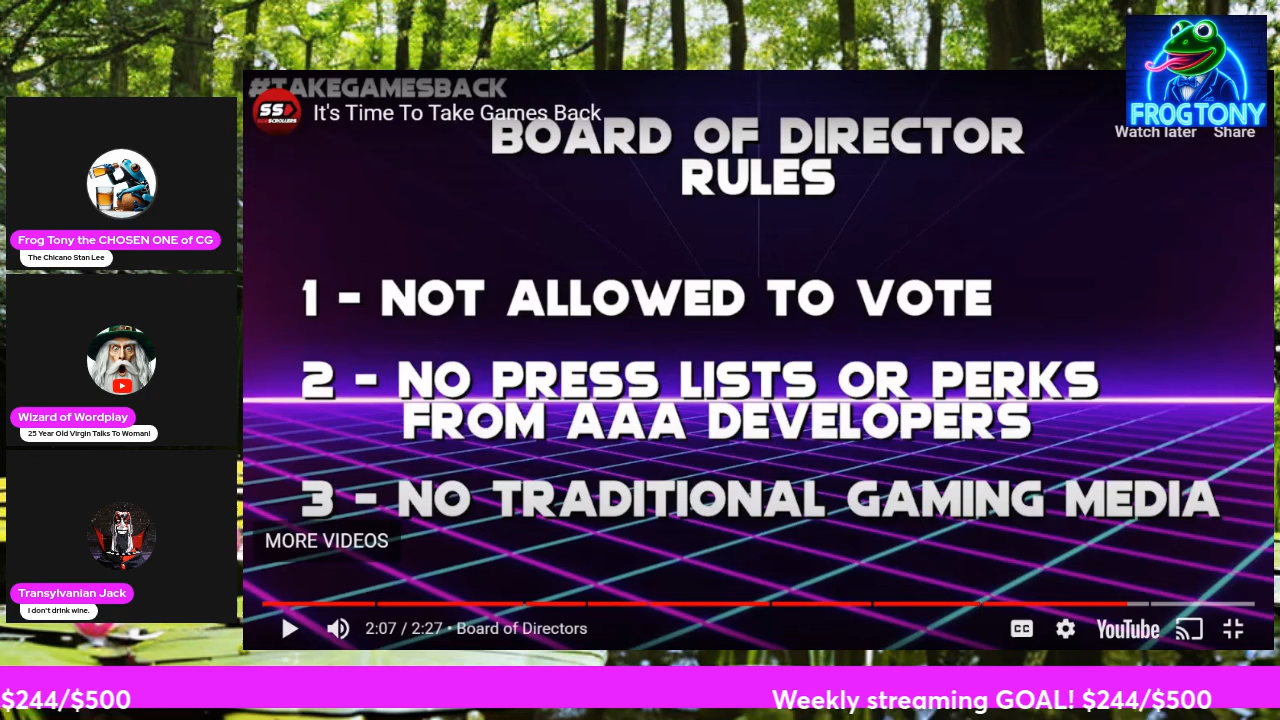 #TAKEGAMESBACK
SS
SIDESCROLLERS
It's Time To Take Games Back
BOARD OF DIRECTOR
RULES
FROGTONY
Watch later Share
1 - NOT ALLOWED TO VOTE
2 - NO PRESS LISTS OR PERKS
FROM AAA DEVELOPERS
3 - NO TRADITIONAL GAMING MEDIA
MORE VIDEOS
2:07 / 2:27 • Board of Directors
CC
YouTube
Frog Tony the CHOSEN ONE of CG
The Chicano Stan Lee
Wizard of Wordplay
25 Year Old Virgin Talks To Woman!
Transylvanian Jack
I don't drink wine.
$244/$500
Weekly streaming GOAL! $244/$500